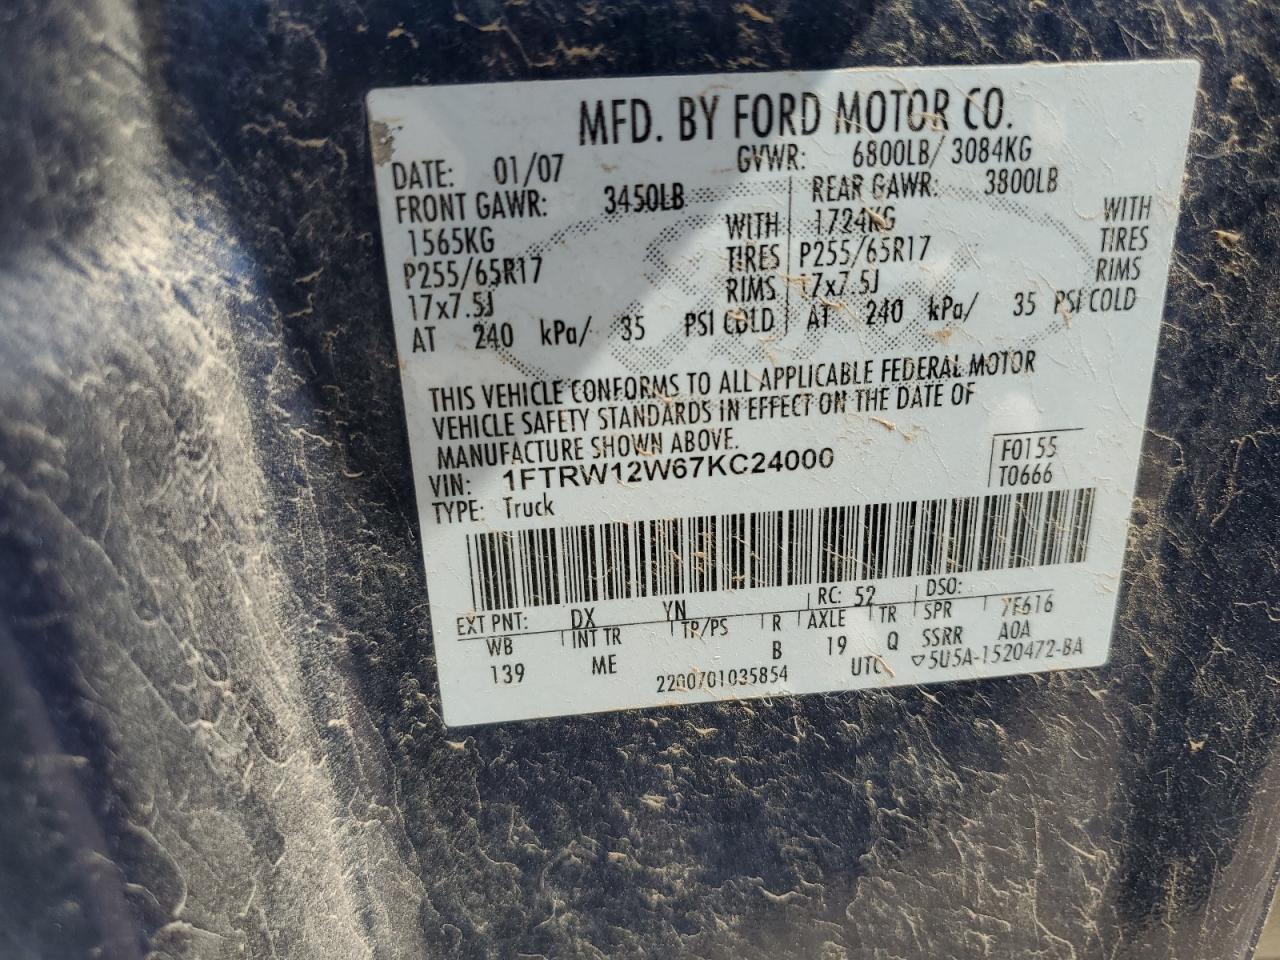 MFD. BY FORD MOTOR CO.
DATE: 01/07 GVWR: 6800LB/ 3084KG
FRONT GAWR: 3450LB REAR GAWR: 3800LB
1565KG WITH 1724KG WITH
P255/65R17 TIRES P255/65R17 TIRES
17x7.5J RIMS 17x7.5J RIMS
AT 240 kPa/ 35 PSI COLD AT 240 kPa/ 35 PSI COLD
THIS VEHICLE CONFORMS TO ALL APPLICABLE FEDERAL MOTOR
VEHICLE SAFETY STANDARDS IN EFFECT ON THE DATE OF
MANUFACTURE SHOWN ABOVE.
VIN: 1FTRW12W67KC24000 F0155
TYPE: Truck T0666
EXT PNT: DX YN RC: 52 DSO:
WB INT TR TP/PS R AXLE TR SPR 7E616
139 ME B 19 Q SSRR A0A
2200701035854 UTC ▽5U5A-1520472-BA